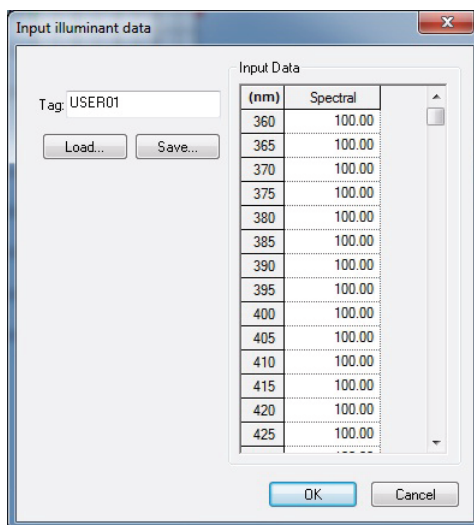 Input illuminant data
Tag: USER01
Load... Save...
Input Data
(nm) Spectral
360 100.00
365 100.00
370 100.00
375 100.00
380 100.00
385 100.00
390 100.00
395 100.00
400 100.00
405 100.00
410 100.00
415 100.00
420 100.00
425 100.00
OK Cancel